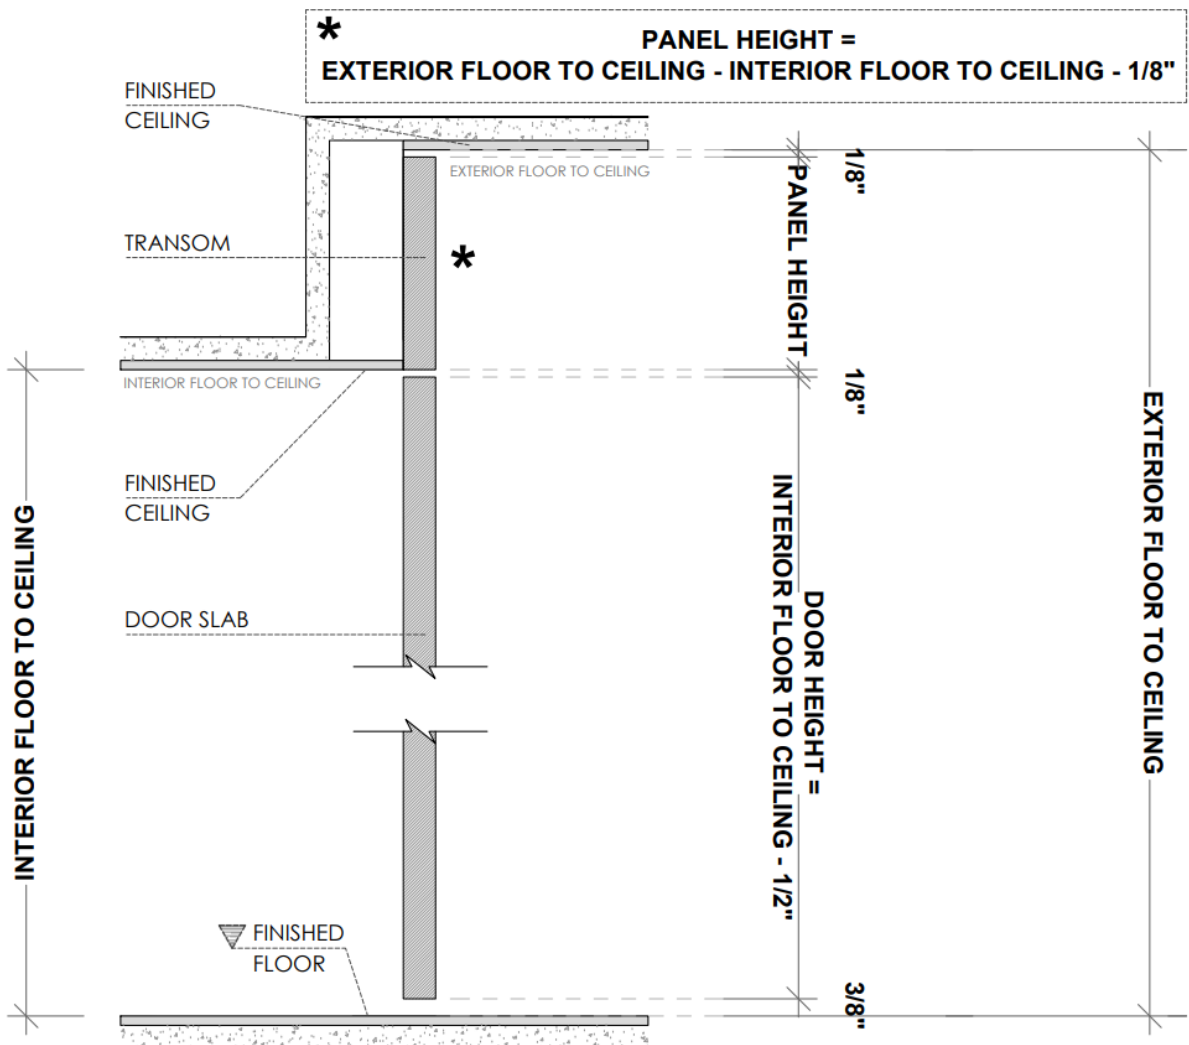 *
PANEL HEIGHT =
EXTERIOR FLOOR TO CEILING - INTERIOR FLOOR TO CEILING - 1/8"
FINISHED
CEILING
EXTERIOR FLOOR TO CEILING
1/8"
PANEL HEIGHT
TRANSOM
*
INTERIOR FLOOR TO CEILING
1/8"
FINISHED
CEILING
INTERIOR FLOOR TO CEILING
DOOR SLAB
DOOR HEIGHT =
INTERIOR FLOOR TO CEILING - 1/2"
EXTERIOR FLOOR TO CEILING
FINISHED
FLOOR
3/8"